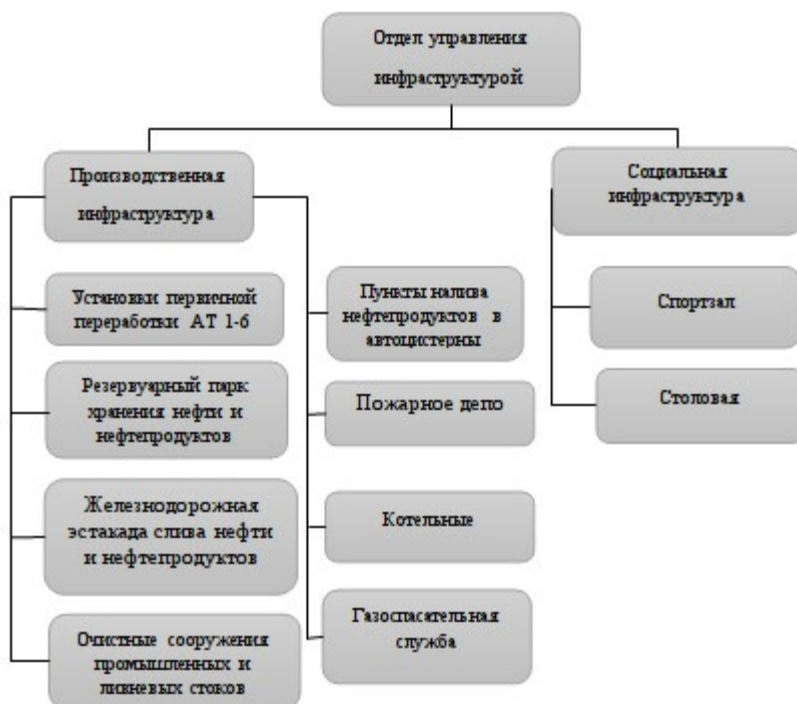 Отдел управления
инфраструктурой
Производственная
инфраструктура
Социальная
инфраструктура
Установки первичной
переработки АТ 1-6
Пункты налива
нефтепродуктов в
автоцистерны
Спортзал
Резервуарный парк
хранения нефти и
нефтепродуктов
Пожарное депо
Столовая
Железнодорожная
эстакада слива нефти
и нефтепродуктов
Котельные
Очистные сооружения
промышленных и
ливневых стоков
Газоспасательная
служба